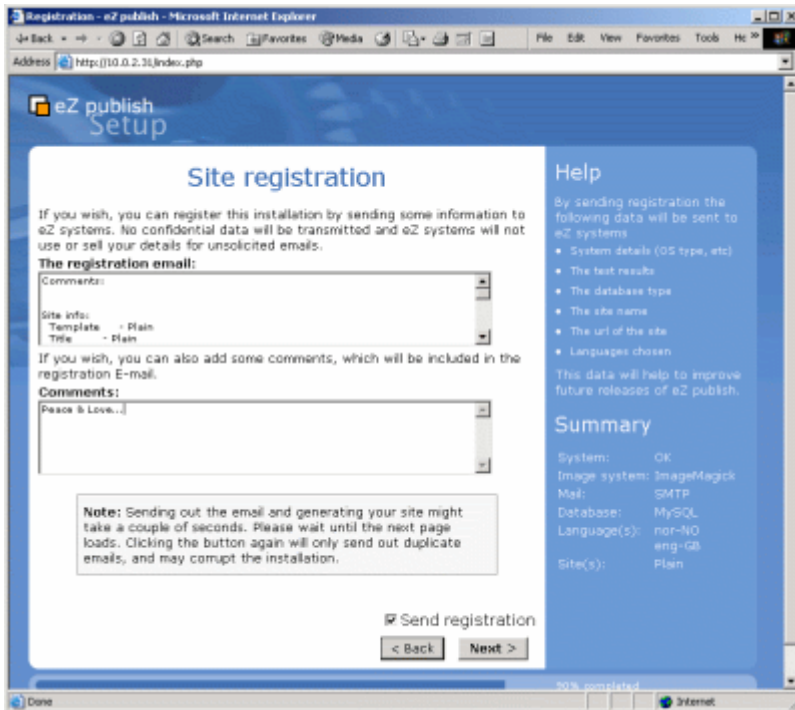 Registration - eZ publish - Microsoft Internet Explorer
Back
Search
Favorites
Media
File Edit View Favorites Tools He »
Address http://10.0.2.31/index.php
eZ publish
Setup
Site registration
If you wish, you can register this installation by sending some information to
eZ systems. No confidential data will be transmitted and eZ systems will not
use or sell your details for unsolicited emails.
The registration email:
Comments:
Site info:
Template - Plain
Title - Plain
If you wish, you can also add some comments, which will be included in the
registration E-mail.
Comments:
Peace & Love...
Note: Sending out the email and generating your site might
take a couple of seconds. Please wait until the next page
loads. Clicking the button again will only send out duplicate
emails, and may corrupt the installation.
Send registration
< Back Next >
Help
By sending registration the
following data will be sent to
eZ systems
• System details (OS type, etc)
• The test results
• The database type
• The site name
• The url of the site
• Languages chosen
This data will help to improve
future releases of eZ publish.
Summary
System: OK
Image system: ImageMagick
Mail: SMTP
Database: MySQL
Language(s): nor-NO
eng-GB
Site(s): Plain
90% completed
Done
Internet